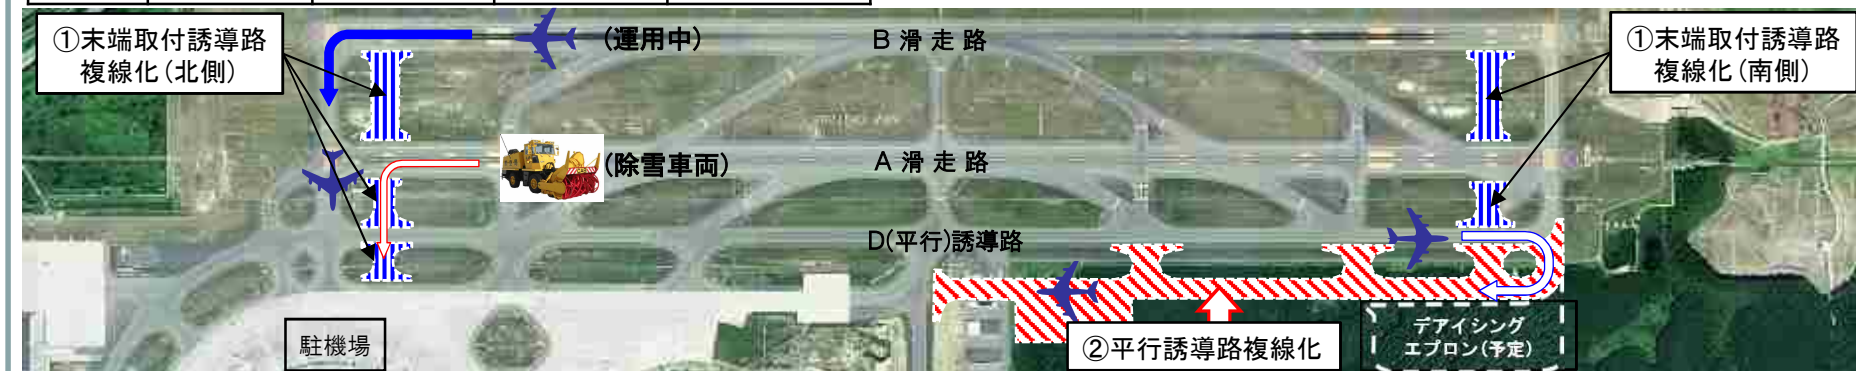 ①末端取付誘導路
複線化(北側)
(運用中)
B 滑 走 路
①末端取付誘導路
複線化(南側)
(除雪車両)
A 滑 走 路
D(平行)誘導路
駐機場
②平行誘導路複線化
デアイシング
エプロン(予定)